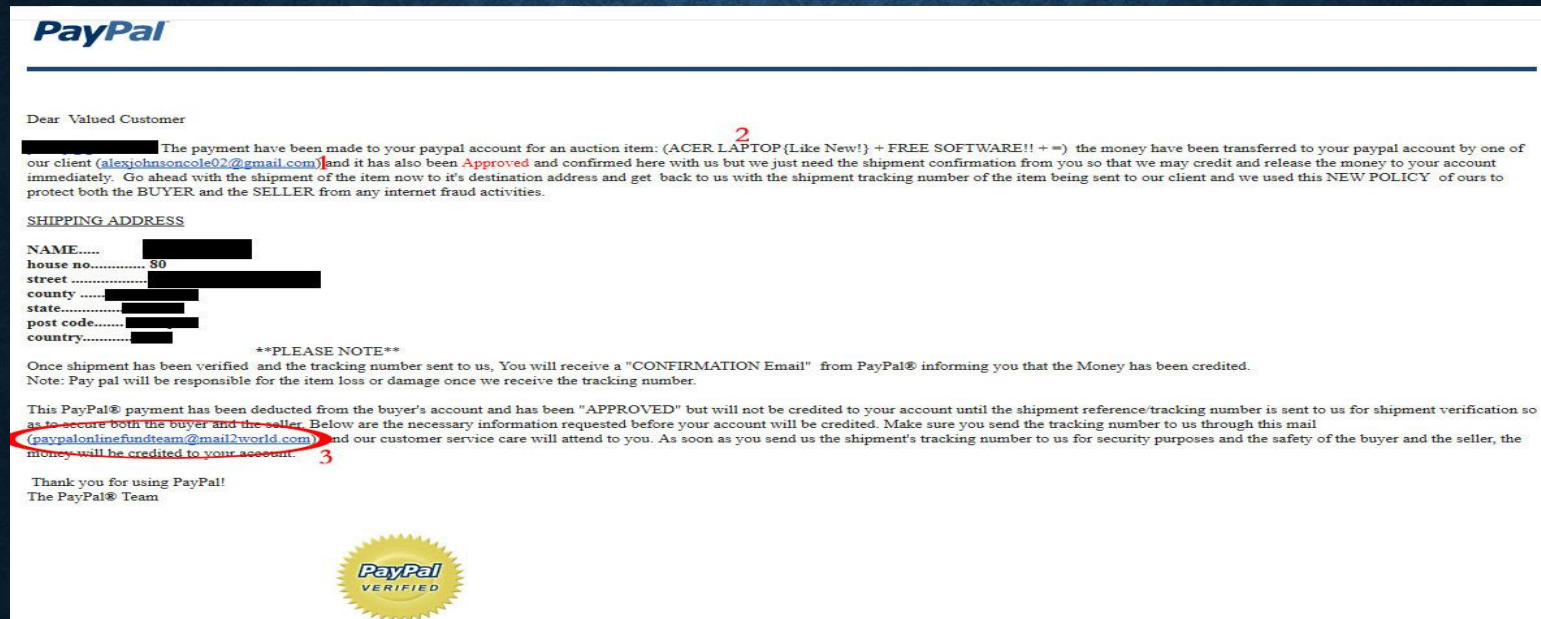 PayPal
Dear Valued Customer
2
The payment have been made to your paypal account for an auction item: (ACER LAPTOP{Like New!} + FREE SOFTWARE!! + =) the money have been transferred to your paypal account by one of
our client (alexjohnsoncole02@gmail.com)1and it has also been Approved and confirmed here with us but we just need the shipment confirmation from you so that we may credit and release the money to your account
immediately. Go ahead with the shipment of the item now to it's destination address and get back to us with the shipment tracking number of the item being sent to our client and we used this NEW POLICY of ours to
protect both the BUYER and the SELLER from any internet fraud activities.
SHIPPING ADDRESS
NAME.....
house no............. 80
street ..................
county ......
state...............
post code.......
country............
**PLEASE NOTE**
Once shipment has been verified and the tracking number sent to us, You will receive a "CONFIRMATION Email" from PayPal® informing you that the Money has been credited.
Note: Pay pal will be responsible for the item loss or damage once we receive the tracking number.
This PayPal® payment has been deducted from the buyer's account and has been "APPROVED" but will not be credited to your account until the shipment reference/tracking number is sent to us for shipment verification so
as to secure both the buyer and the seller. Below are the necessary information requested before your account will be credited. Make sure you send the tracking number to us through this mail
(paypalonlinefundteam@mail2world.com) and our customer service care will attend to you. As soon as you send us the shipment's tracking number to us for security purposes and the safety of the buyer and the seller, the
money will be credited to your account.
3
Thank you for using PayPal!
The PayPal® Team
PayPal
VERIFIED